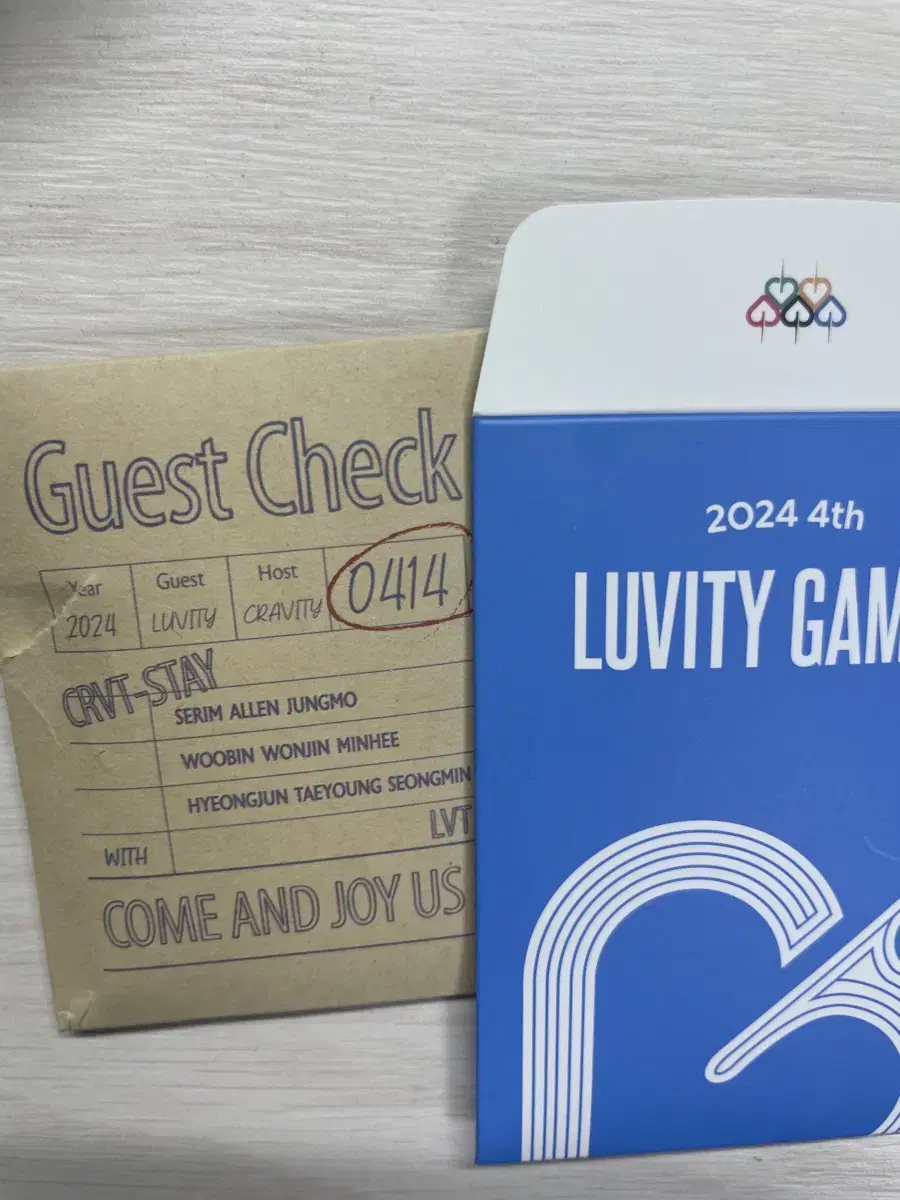 Guest Check
Year Guest Host
2024 LUVITY CRAVITY 0414
CRVT-STAY
SERIM ALLEN JUNGMO
WOOBIN WONJIN MINHEE
HYEONGJUN TAEYOUNG SEONGMIN
LVT
WITH
COME AND JOY US
2024 4th
LUVITY GAM